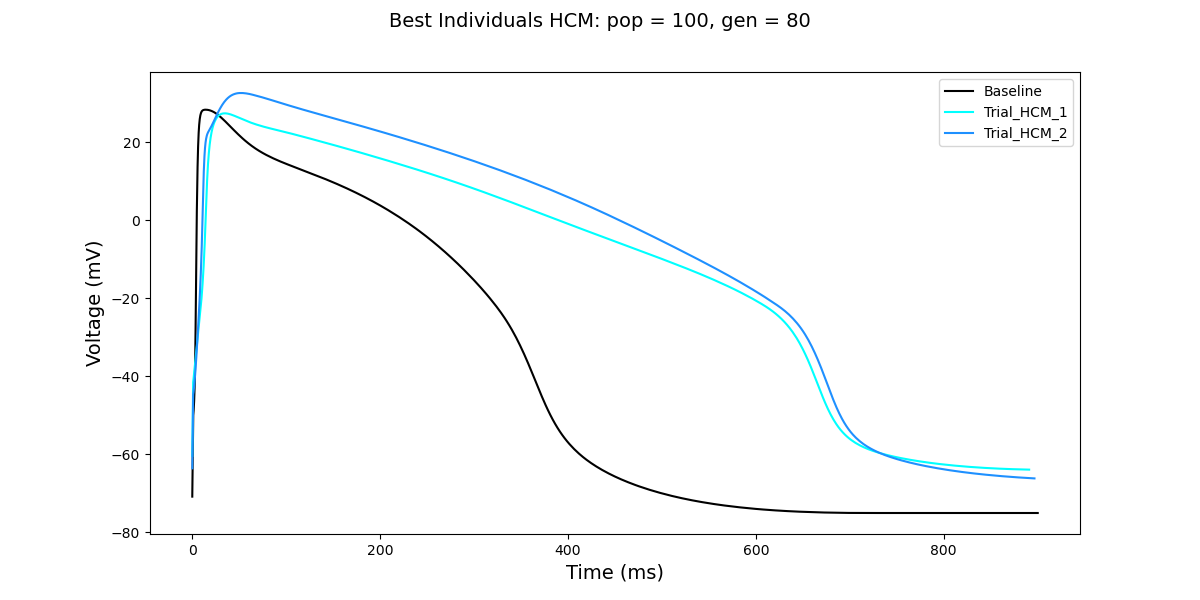 Best Individuals HCM: pop = 100, gen = 80
Baseline
Trial_HCM_1
Trial_HCM_2
Voltage (mV)
20
0
−20
−40
−60
−80
0 200 400 600 800
Time (ms)